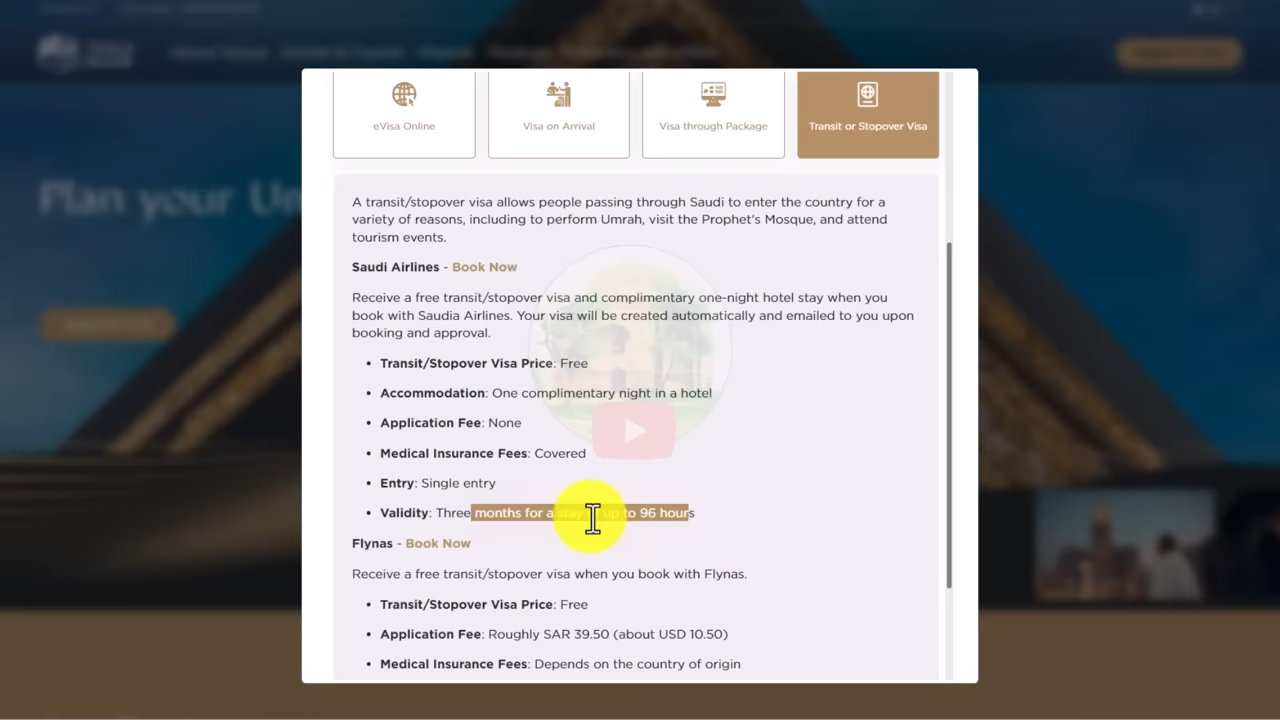 Plan your Um
eVisa Online
Visa on Arrival
Visa through Package
Transit or Stopover Visa
A transit/stopover visa allows people passing through Saudi to enter the country for a
variety of reasons, including to perform Umrah, visit the Prophet's Mosque, and attend
tourism events.
Saudi Airlines - Book Now
Receive a free transit/stopover visa and complimentary one-night hotel stay when you
book with Saudia Airlines. Your visa will be created automatically and emailed to you upon
booking and approval.
• Transit/Stopover Visa Price: Free
• Accommodation: One complimentary night in a hotel
• Application Fee: None
• Medical Insurance Fees: Covered
• Entry: Single entry
• Validity: Three months for a stay up to 96 hours
Flynas - Book Now
Receive a free transit/stopover visa when you book with Flynas.
• Transit/Stopover Visa Price: Free
• Application Fee: Roughly SAR 39.50 (about USD 10.50)
• Medical Insurance Fees: Depends on the country of origin